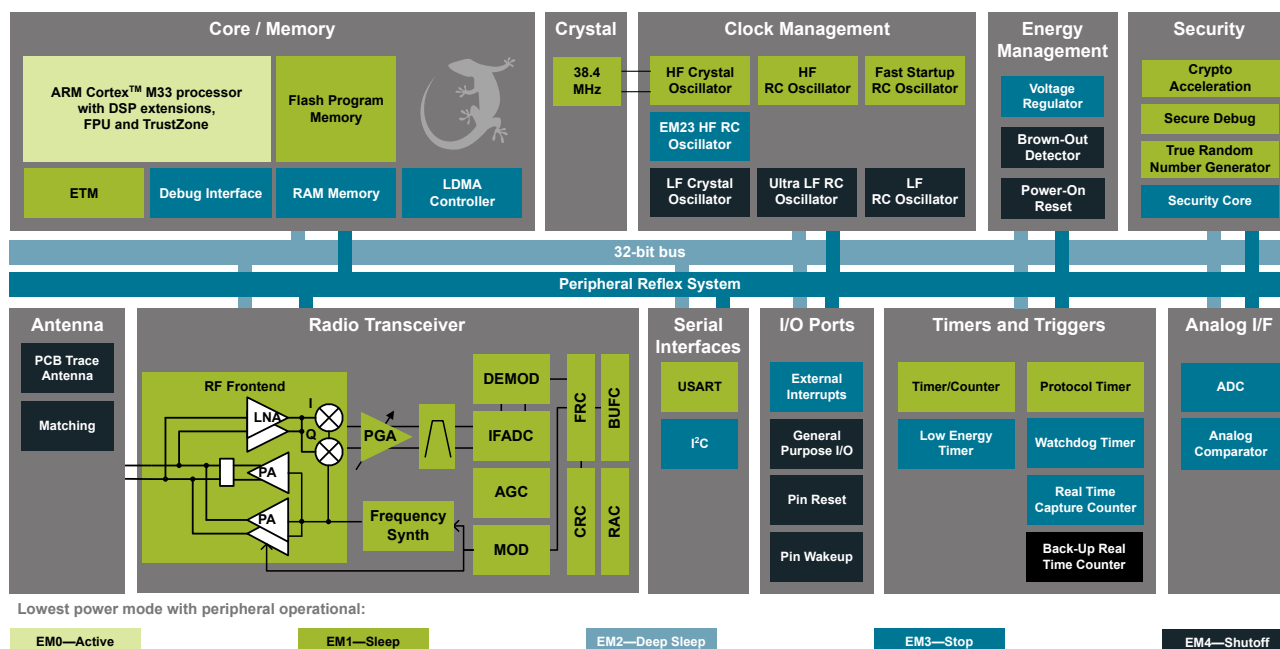 Core / Memory
ARM Cortex™ M33 processor
with DSP extensions,
FPU and TrustZone
Flash Program
Memory
ETM
Debug Interface
RAM Memory
LDMA
Controller
Crystal
38.4
MHz
Clock Management
HF Crystal
Oscillator
HF
RC Oscillator
Fast Startup
RC Oscillator
EM23 HF RC
Oscillator
LF Crystal
Oscillator
Ultra LF RC
Oscillator
LF
RC Oscillator
Energy
Management
Voltage
Regulator
Brown-Out
Detector
Power-On
Reset
Security
Crypto
Acceleration
Secure Debug
True Random
Number Generator
Security Core
32-bit bus
Peripheral Reflex System
Antenna
PCB Trace
Antenna
Matching
Radio Transceiver
RF Frontend
LNA
I
Q
PA
PA
PGA
Frequency
Synth
DEMOD
IFADC
AGC
MOD
FRC
BUFC
CRC
RAC
Serial
Interfaces
USART
I²C
I/O Ports
External
Interrupts
General
Purpose I/O
Pin Reset
Pin Wakeup
Timers and Triggers
Timer/Counter
Protocol Timer
Low Energy
Timer
Watchdog Timer
Real Time
Capture Counter
Back-Up Real
Time Counter
Analog I/F
ADC
Analog
Comparator
Lowest power mode with peripheral operational:
EM0—Active
EM1—Sleep
EM2—Deep Sleep
EM3—Stop
EM4—Shutoff